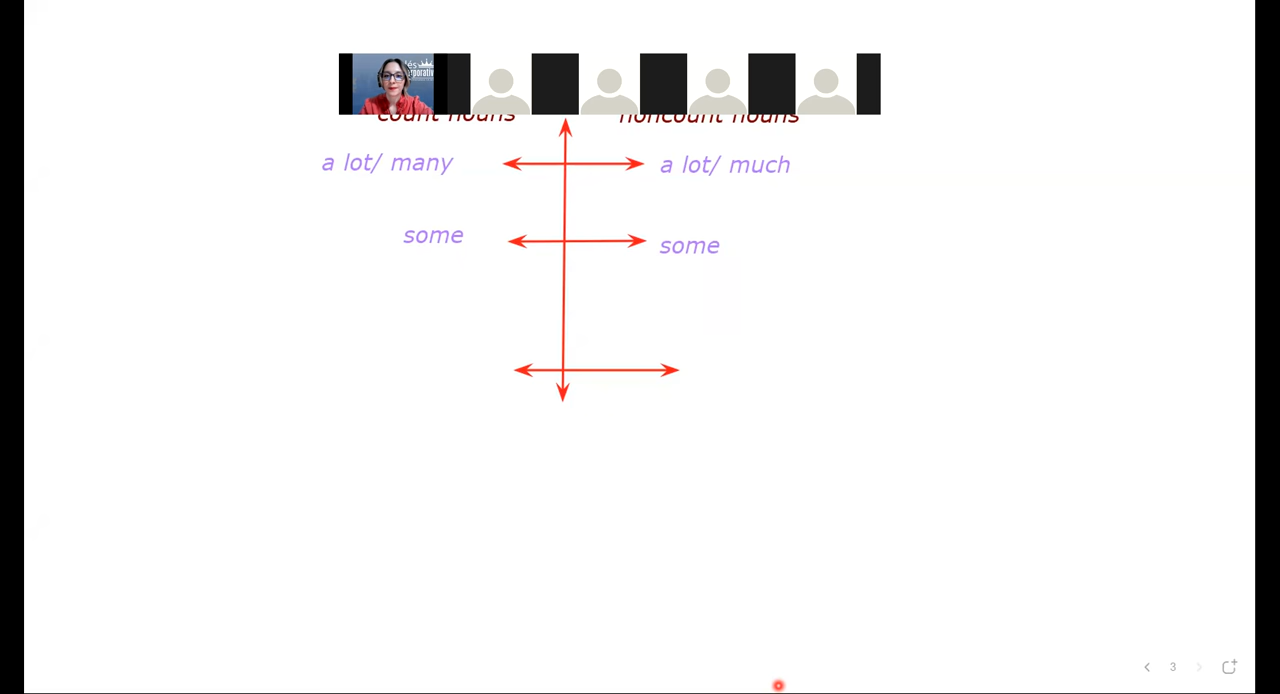 count nouns
noncount nouns
a lot/ many
a lot/ much
some
some
3